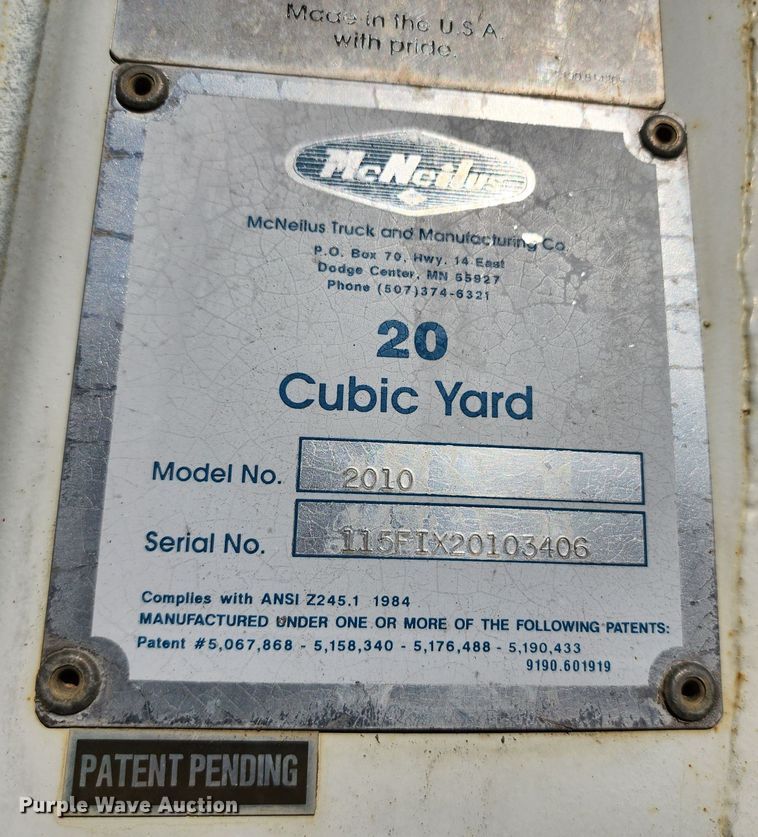 Made in the U.S.A.
with pride.
McNeilus
McNeilus Truck and Manufacturing Co.
P.O. Box 70, Hwy. 14 East
Dodge Center, MN 55927
Phone (507)374-6321
20
Cubic Yard
Model No. 2010
Serial No. 115FIX20103406
Complies with ANSI Z245.1 1984
MANUFACTURED UNDER ONE OR MORE OF THE FOLLOWING PATENTS:
Patent #5,067,868 - 5,158,340 - 5,176,488 - 5,190,433
9190.601919
PATENT PENDING
Purple Wave Auction